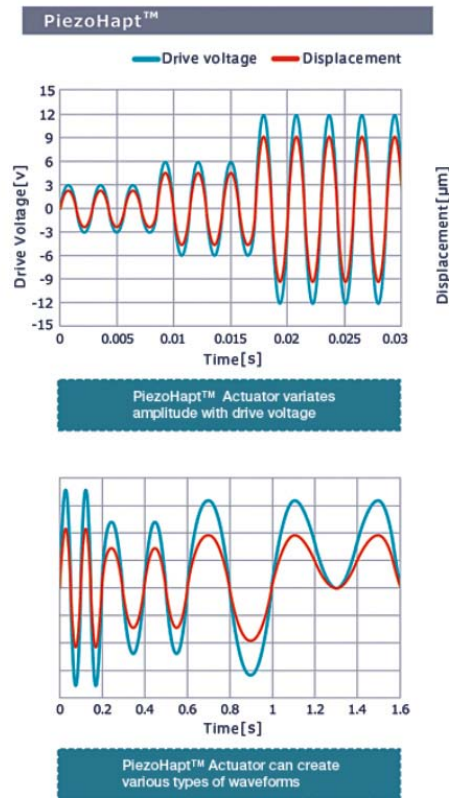 PiezoHapt™
Drive voltage Displacement
15
12
9
6
3
0
-3
-6
-9
-12
-15
Drive Voltage[v]
Displacement[µm]
0 0.005 0.01 0.015 0.02 0.025 0.03
Time[s]
PiezoHapt™ Actuator variates
amplitude with drive voltage
0 0.2 0.4 0.6 0.8 1 1.2 1.4 1.6
Time[s]
PiezoHapt™ Actuator can create
various types of waveforms